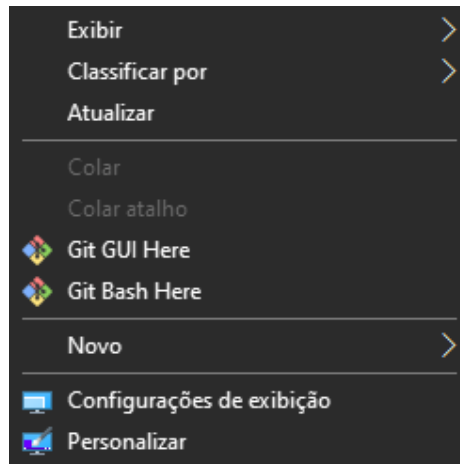 Exibir
Classificar por
Atualizar
Colar
Colar atalho
Git GUI Here
Git Bash Here
Novo
Configurações de exibição
Personalizar